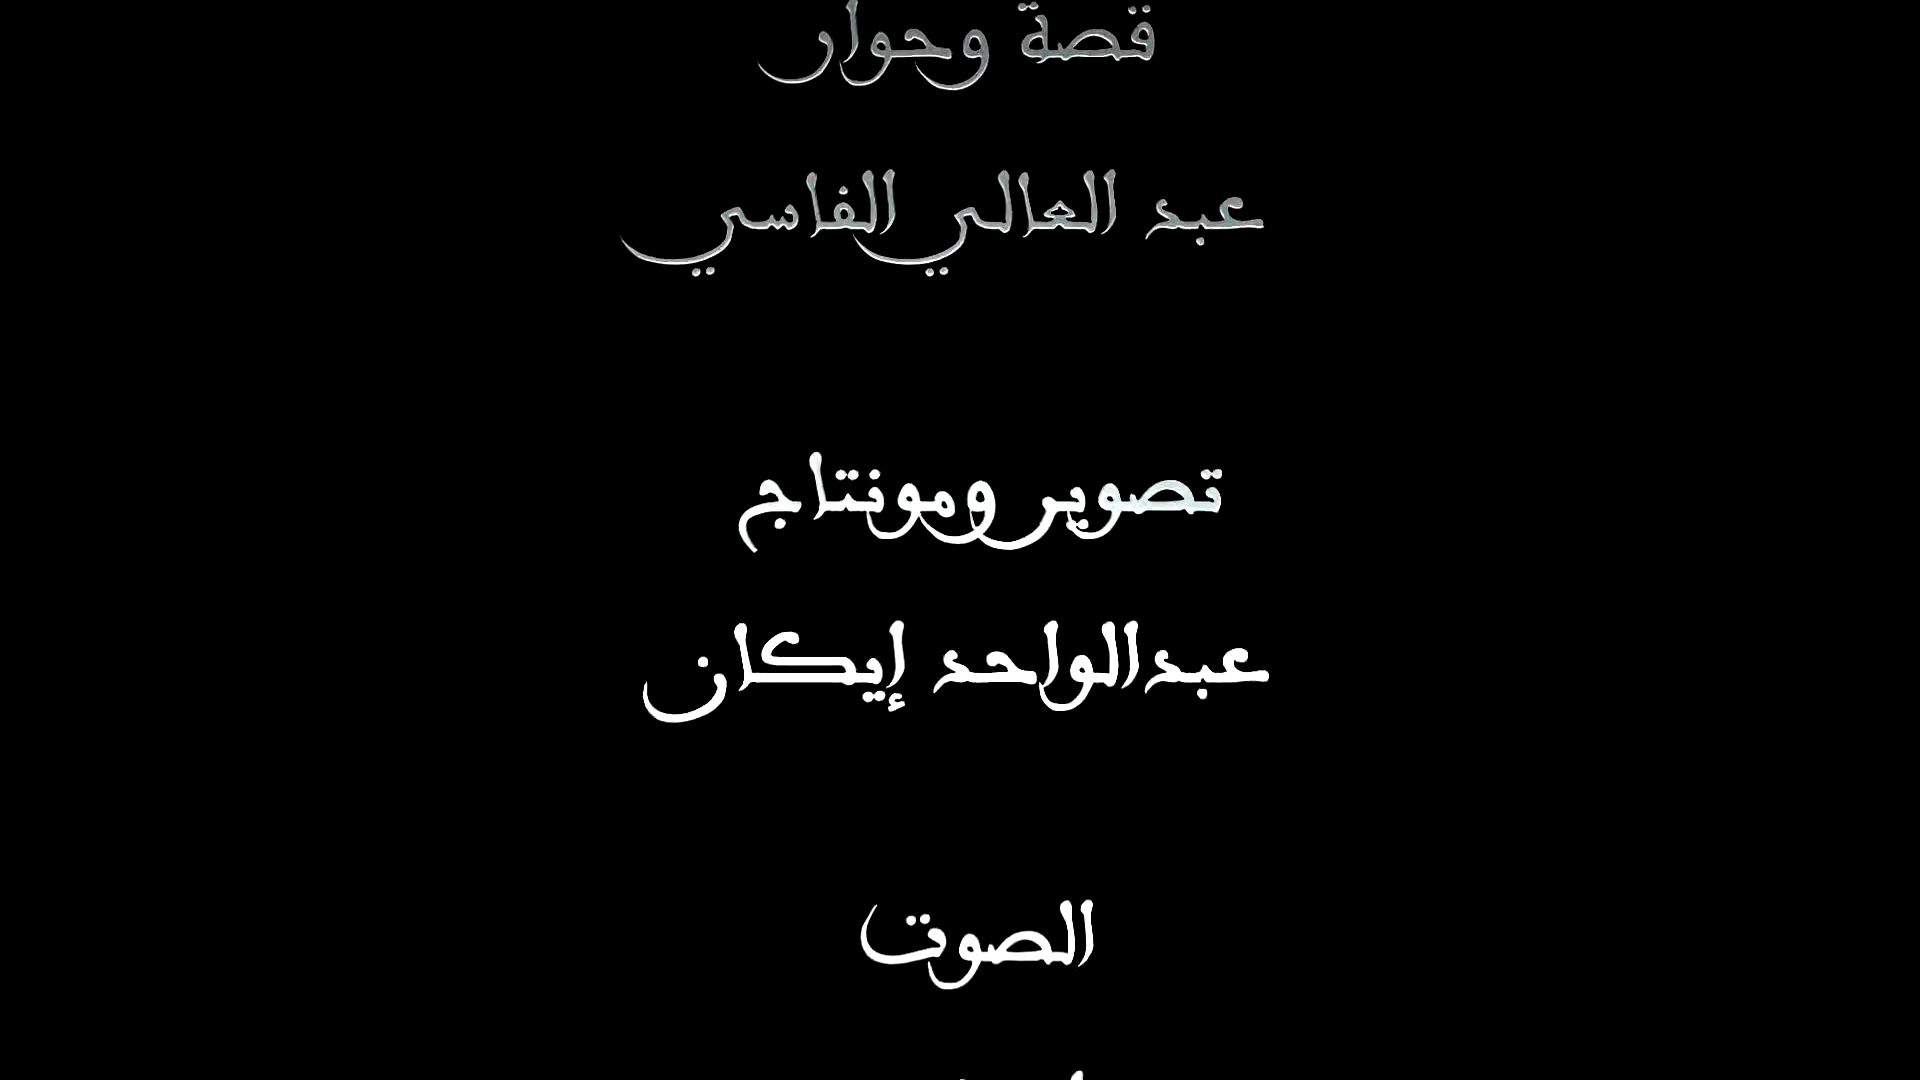 قصة وحوار
عبد العالي الفاسي
تصوير ومونتاج
عبدالواحد إيكان
الصوت